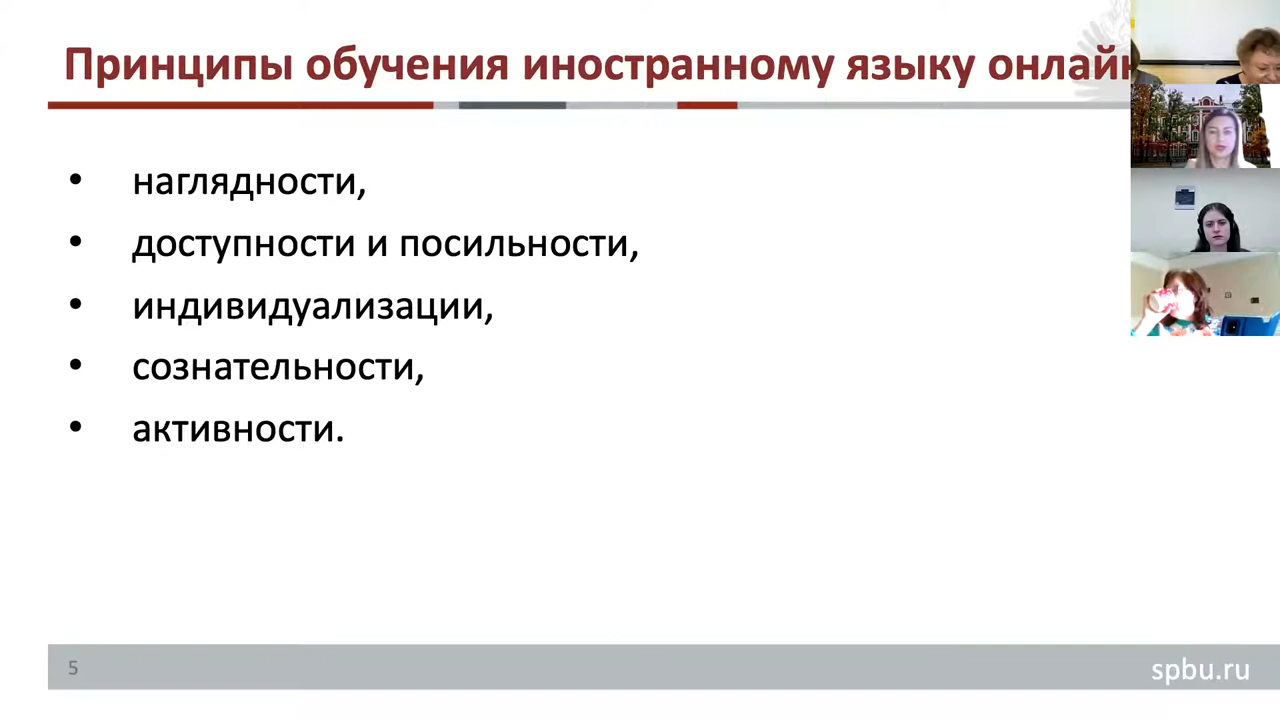 Принципы обучения иностранному языку онлайн
• наглядности,
• доступности и посильности,
• индивидуализации,
• сознательности,
• активности.
5
spbu.ru